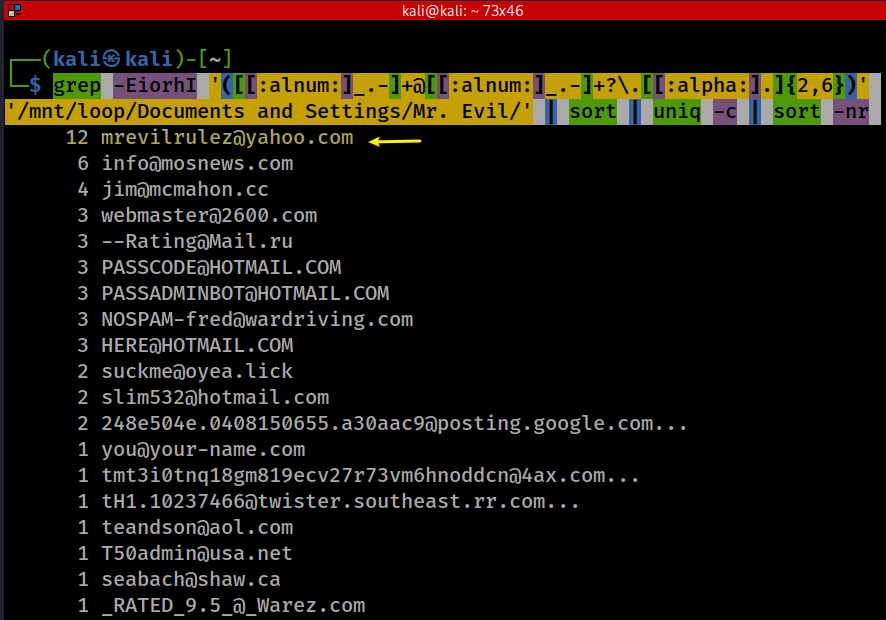 kali@kali: ~ 73x46
┌──(kali㉿kali)-[~]
└─$ grep -EiorhI '([[:alnum:]_.-]+@[[:alnum:]_.-]+?\.[[:alpha:].]{2,6})'
'/mnt/loop/Documents and Settings/Mr. Evil/' | sort | uniq -c | sort -nr
12 mrevilrulez@yahoo.com
6 info@mosnews.com
4 jim@mcmahon.cc
3 webmaster@2600.com
3 --Rating@Mail.ru
3 PASSCODE@HOTMAIL.COM
3 PASSADMINBOT@HOTMAIL.COM
3 NOSPAM-fred@wardriving.com
3 HERE@HOTMAIL.COM
2 suckme@oyea.lick
2 slim532@hotmail.com
2 248e504e.0408150655.a30aac9@posting.google.com...
1 you@your-name.com
1 tmt3i0tnq18gm819ecv27r73vm6hnoddcn@4ax.com...
1 tH1.10237466@twister.southeast.rr.com...
1 teandson@aol.com
1 T50admin@usa.net
1 seabach@shaw.ca
1 _RATED_9.5_@_Warez.com